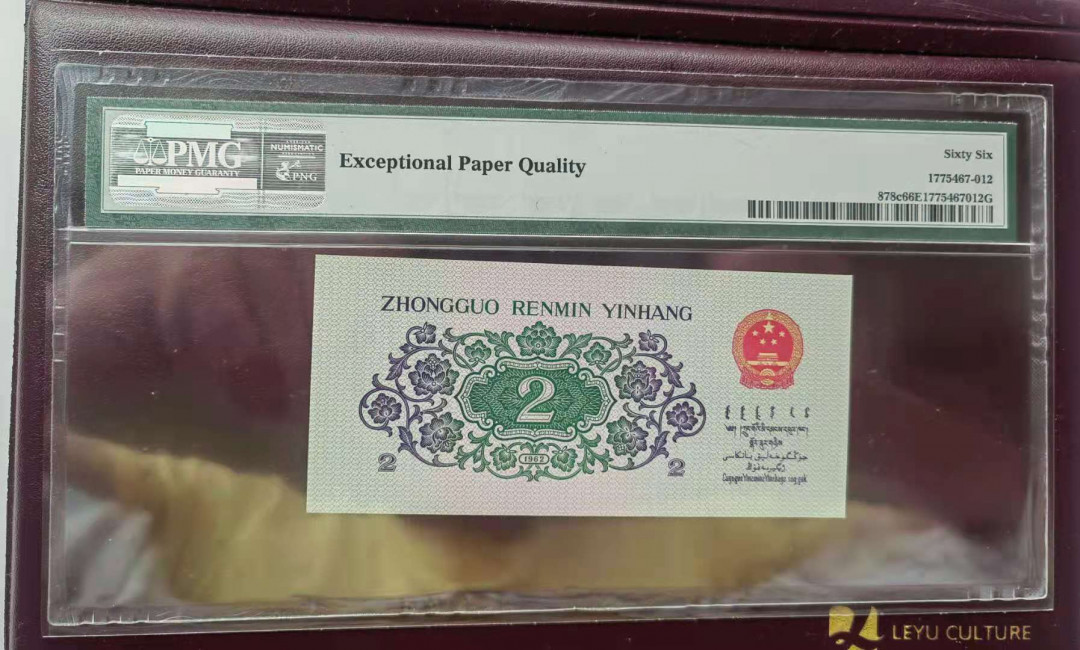 PMG
PAPER MONEY GUARANTY
NUMISMATIC
PNG
Exceptional Paper Quality
Sixty Six
1775467-012
878c66E1775467012G
ZHONGGUO RENMIN YINHANG
2
1962
2
2
LEYU CULTURE